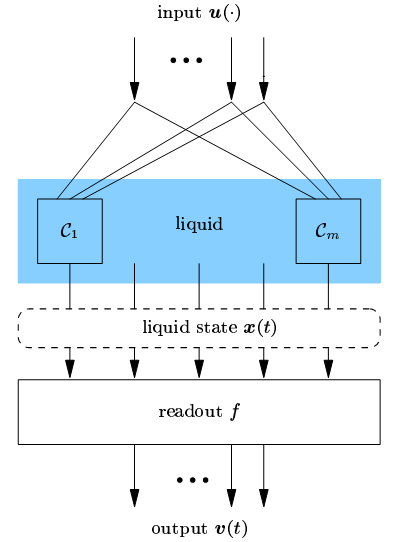 input u(·)
...
liquid
C₁
Cₘ
liquid state x(t)
readout f
...
output v(t)